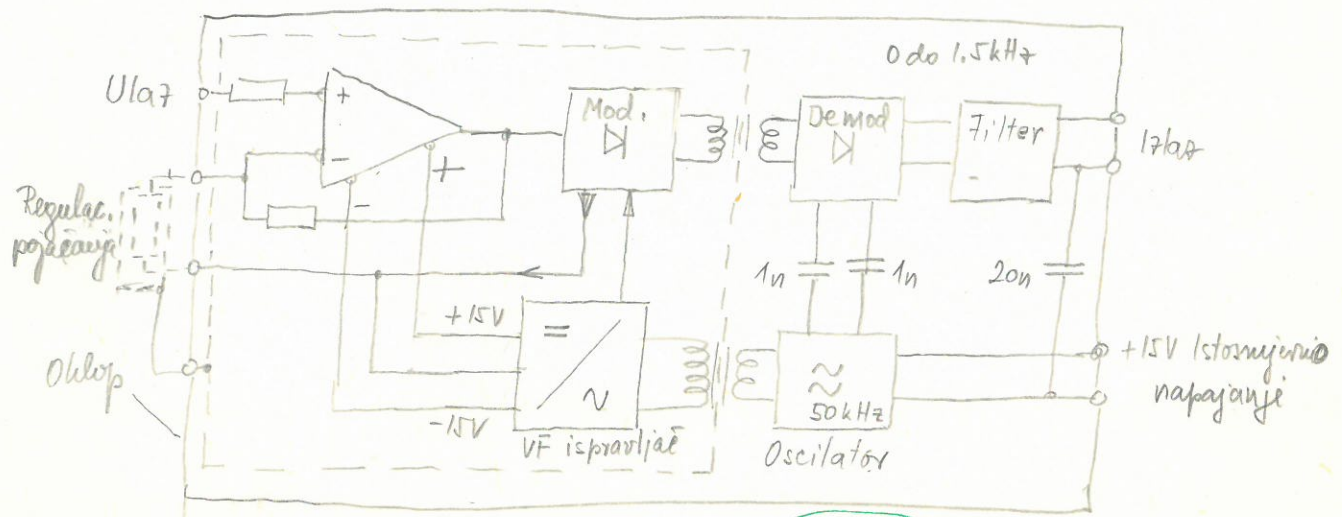 0 do 1.5kHz
Ulaz
+
-
+
-
Mod.
Demod
Filter
-
Izlaz
Regulac.
pojačanja
1n
1n
20n
+15V
-15V
=
~
VF ispravljač
≈
50kHz
Oscilator
+15V Istosmjerno
napajanje
Oklop